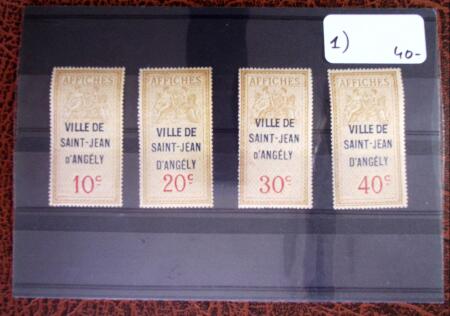 1)
40-
AFFICHES
VILLE DE
SAINT-JEAN
D'ANGÉLY
10c
AFFICHES
VILLE DE
SAINT-JEAN
D'ANGÉLY
20c
AFFICHES
VILLE DE
SAINT-JEAN
D'ANGÉLY
30c
AFFICHES
VILLE DE
SAINT-JEAN
D'ANGÉLY
40c